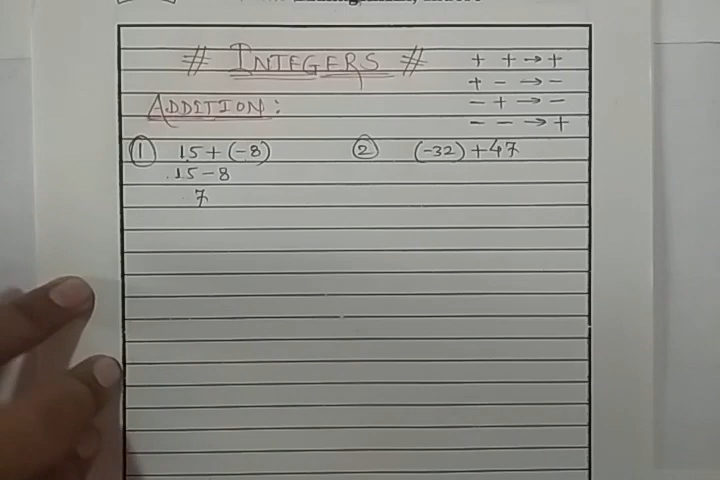 # INTEGERS #
+ + → +
+ - → -
- + → -
- - → +
ADDITION :
① 15 + (-8)
15 - 8
7
② (-32) + 47